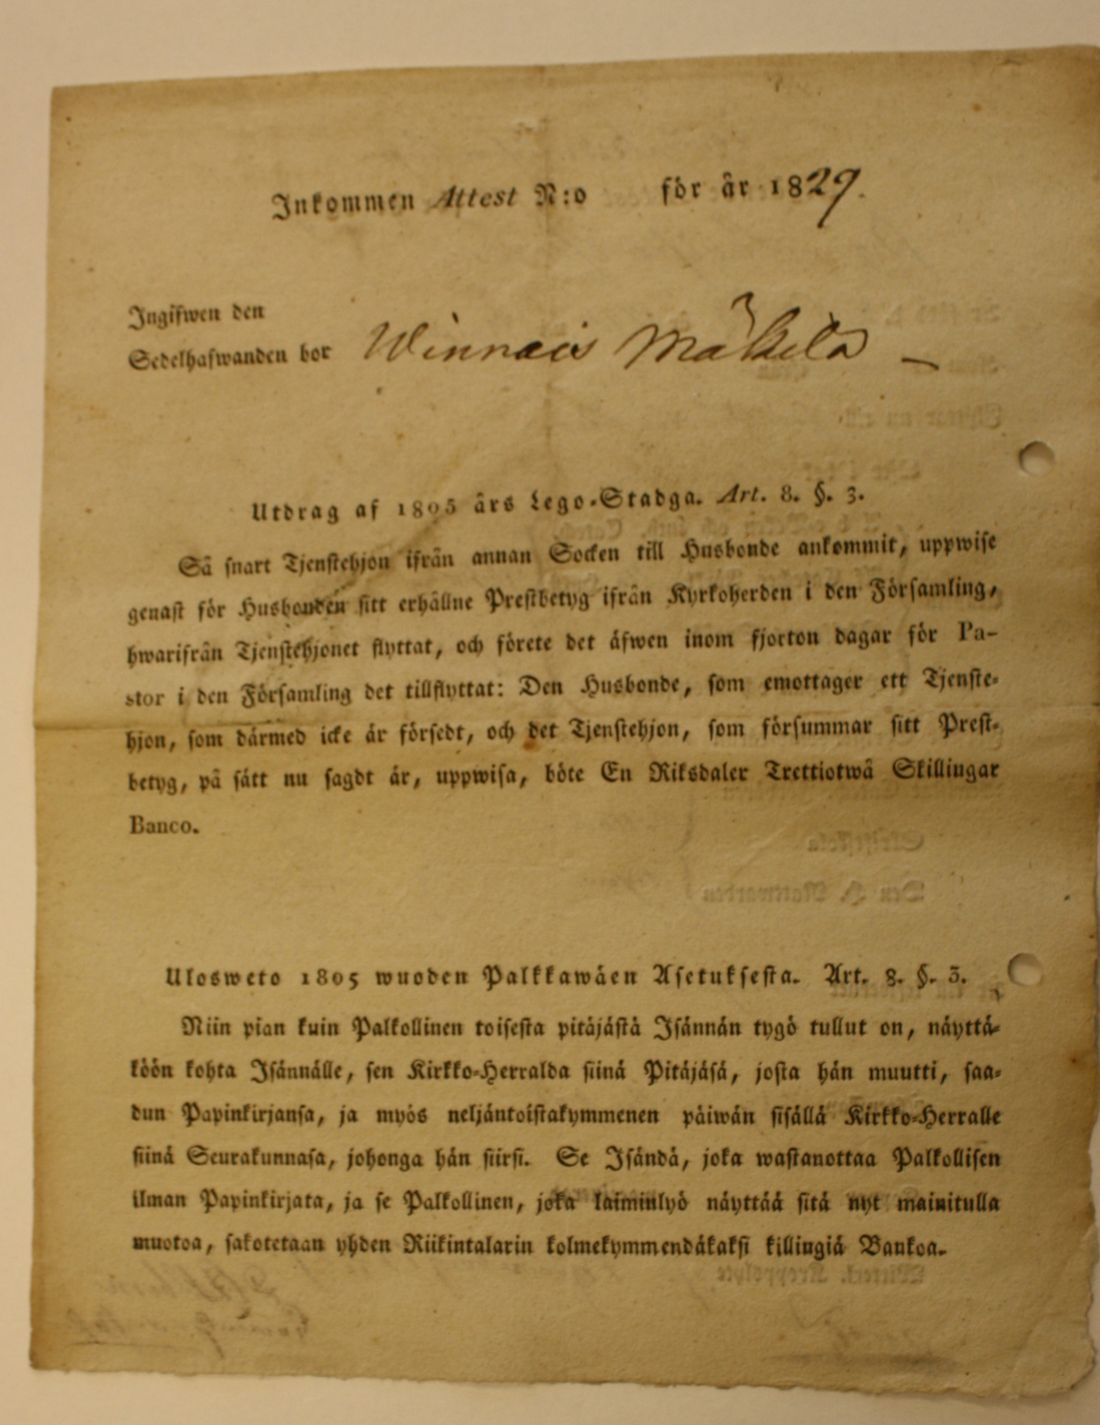 Inkommen Attest N:o för år 1829.
Ingifwen den
Sedelhafwanden bor Winnais Mäkilä –
Utdrag af 1805 års Lego-Stadga. Art. 8. §. 3.
Så snart Tjenstehjon ifrån annan Socken till Husbonde ankommit, uppwise
genast för Husbonden sitt erhållne Prestbetyg ifrån Kyrkoherden i den Församling,
hwarifrån Tjenstehjonet flyttat, och förete det äfwen inom fjorton dagar för Pa-
stor i den Församling det tillflyttat: Den Husbonde, som emottager ett Tjenste-
hjon, som därmed icke är försedt, och det Tjenstehjon, som försummar sitt Prest-
betyg, på sätt nu sagdt är, uppwisa, böte En Riksdaler Trettiotwå Skillingar
Banco.
Ulosweto 1805 wuoden Palkkawäen Asetuksesta. Art. 8. §. 3.
Niin pian kuin Palkollinen toisesta pitäjästä Isännän tygö tullut on, näyttä-
köön kohta Isännälle, sen Kirkko-Herralda siinä Pitäjäsä, josta hän muutti, saa-
dun Papinkirjansa, ja myös neljäntoistakymmenen päiwän sisällä Kirkko-Herralle
siinä Seurakunnasa, johonga hän siirsi. Se Isändä, joka wastanottaa Palkollisen
ilman Papinkirjata, ja se Palkollinen, joka laiminlyö näyttää sitä nyt mainitulla
muotoa, sakotetaan yhden Riikintalarin kolmekymmendäkaksi killingiä Bankoa.